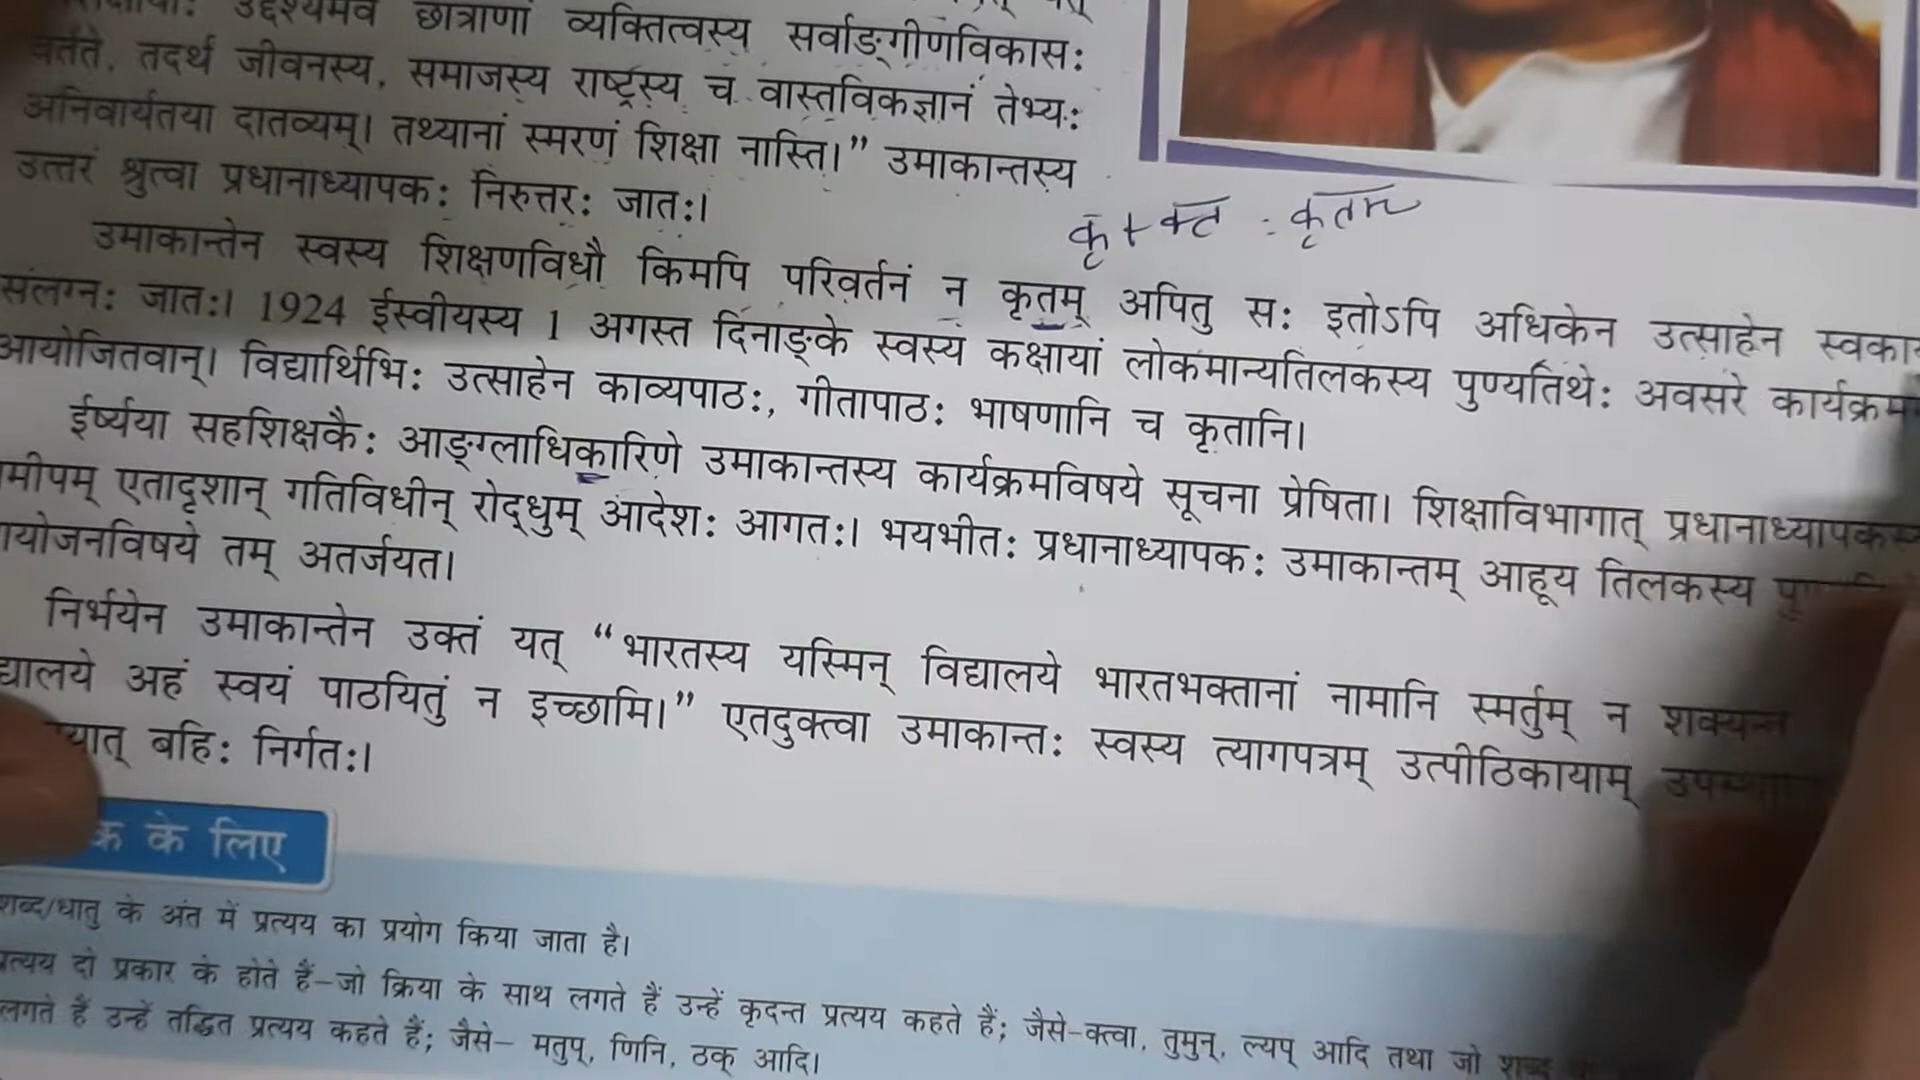 उद्देश्यमेव छात्राणां व्यक्तित्वस्य सर्वाङ्गीणविकासः
वर्तते, तदर्थं जीवनस्य, समाजस्य राष्ट्रस्य च वास्तविकज्ञानं तेभ्यः
अनिवार्यतया दातव्यम्। तथ्यानां स्मरणं शिक्षा नास्ति।” उमाकान्तस्य
उत्तरं श्रुत्वा प्रधानाध्यापकः निरुत्तरः जातः।
कृ + क्त : कृतम्
उमाकान्तेन स्वस्य शिक्षणविधौ किमपि परिवर्तनं न कृतम् अपितु सः इतोऽपि अधिकेन उत्साहेन
संलग्नः जातः। 1924 ईस्वीयस्य 1 अगस्त दिनाङ्के स्वस्य कक्षायां लोकमान्यतिलकस्य पुण्यतिथेः अवसरे
आयोजितवान्। विद्यार्थिभिः उत्साहेन काव्यपाठः, गीतापाठः भाषणानि च कृतानि।
ईर्ष्यया सहशिक्षकैः आङ्ग्लाधिकारिणे उमाकान्तस्य कार्यक्रमविषये सूचना प्रेषिता। शिक्षाविभागात्
मीपम् एतादृशान् गतिविधीन् रोद्धुम् आदेशः आगतः। भयभीतः प्रधानाध्यापकः उमाकान्तम् आहूय तिलकस्य
योजनविषये तम् अतर्जयत।
निर्भयेन उमाकान्तेन उक्तं यत् “भारतस्य यस्मिन् विद्यालये भारतभक्तानां नामानि स्मर्तुम् न
द्यालये अहं स्वयं पाठयितुं न इच्छामि।” एतदुक्त्वा उमाकान्तः स्वस्य त्यागपत्रम् उत्पीठिकायाम्
यात् बहिः निर्गतः।
के लिए
शब्द/धातु के अंत में प्रत्यय का प्रयोग किया जाता है।
प्रत्यय दो प्रकार के होते हैं–जो क्रिया के साथ लगते हैं उन्हें कृदन्त प्रत्यय कहते हैं; जैसे–क्त्वा, तुमुन्, ल्यप् आदि तथा जो शब्द
लगते हैं उन्हें तद्धित प्रत्यय कहते हैं; जैसे– मतुप्, णिनि, ठक् आदि।